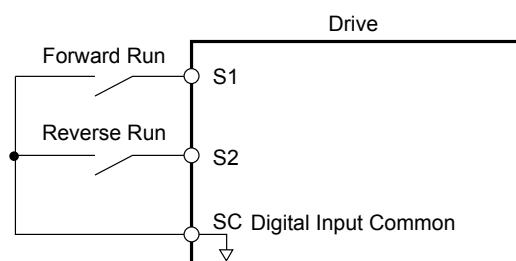 Drive
Forward Run
S1
Reverse Run
S2
SC Digital Input Common